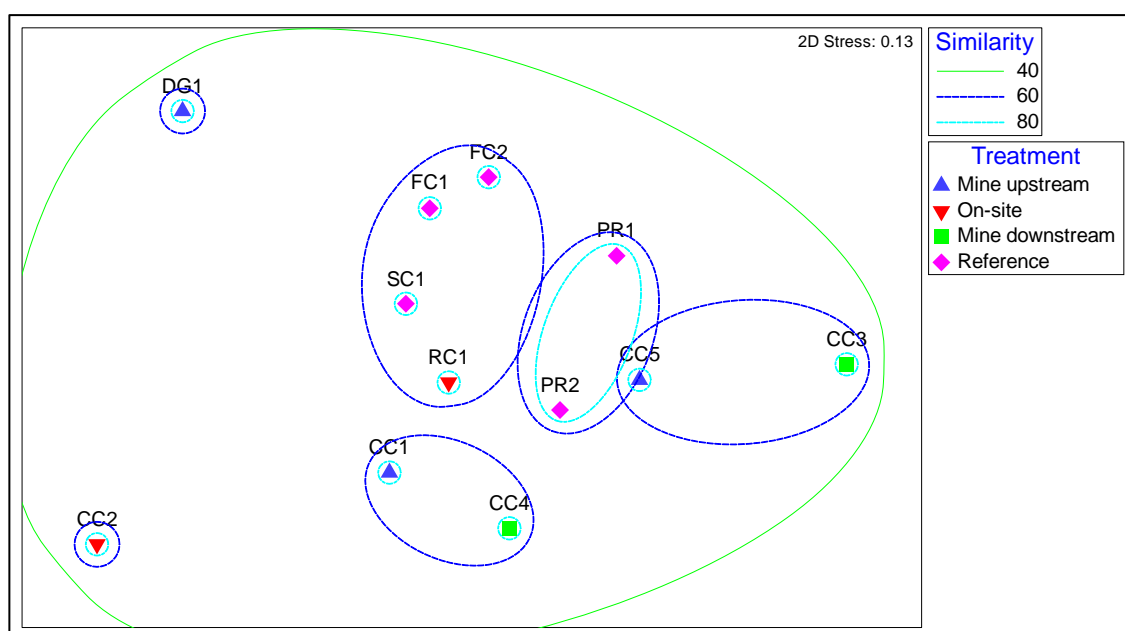 2D Stress: 0.13
DG1
FC2
FC1
PR1
SC1
RC1
CC5
CC3
PR2
CC1
CC4
CC2
Similarity
40
60
80
Treatment
Mine upstream
On-site
Mine downstream
Reference